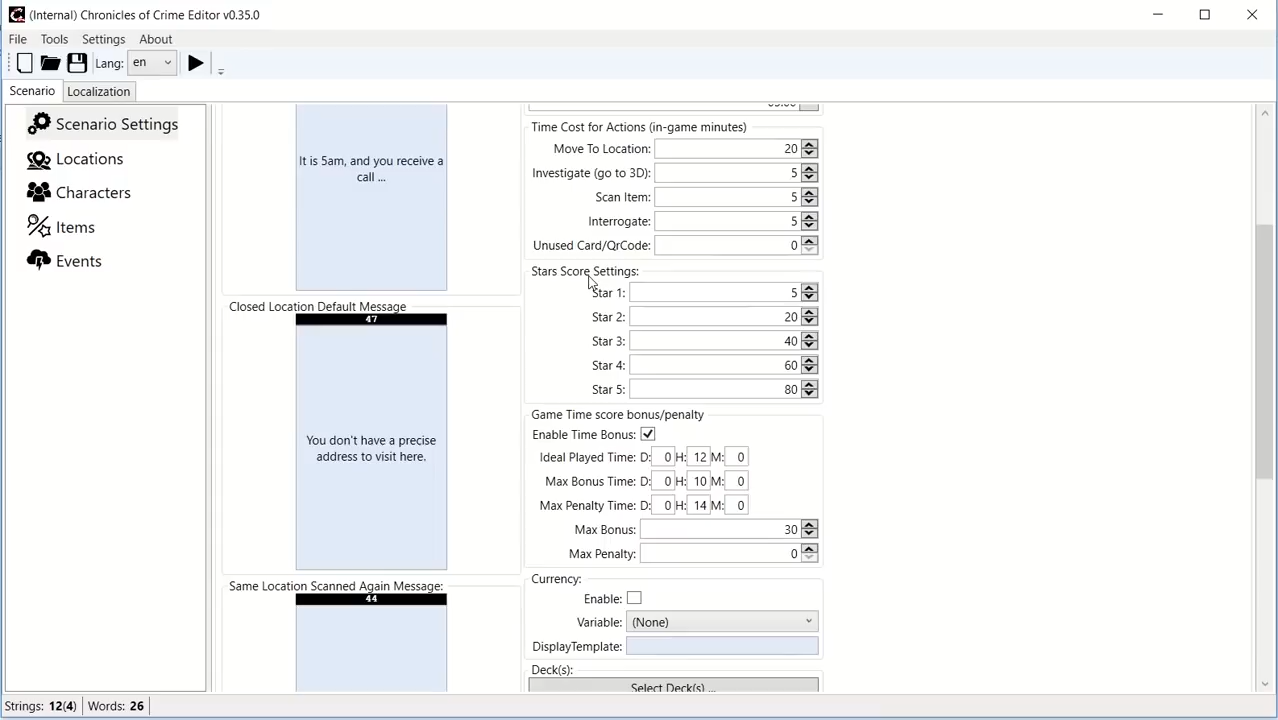 (Internal) Chronicles of Crime Editor v0.35.0
File Tools Settings About
Lang: en
Scenario Localization
Scenario Settings
Locations
Characters
Items
Events
It is 5am, and you receive a
call ...
Closed Location Default Message
47
You don't have a precise
address to visit here.
Same Location Scanned Again Message:
44
Time Cost for Actions (in-game minutes)
Move To Location: 20
Investigate (go to 3D): 5
Scan Item: 5
Interrogate: 5
Unused Card/QrCode: 0
Stars Score Settings:
Star 1: 5
Star 2: 20
Star 3: 40
Star 4: 60
Star 5: 80
Game Time score bonus/penalty
Enable Time Bonus:
Ideal Played Time: D: 0 H: 12 M: 0
Max Bonus Time: D: 0 H: 10 M: 0
Max Penalty Time: D: 0 H: 14 M: 0
Max Bonus: 30
Max Penalty: 0
Currency:
Enable:
Variable: (None)
DisplayTemplate:
Deck(s):
Select Deck(s) ...
Strings: 12(4) Words: 26